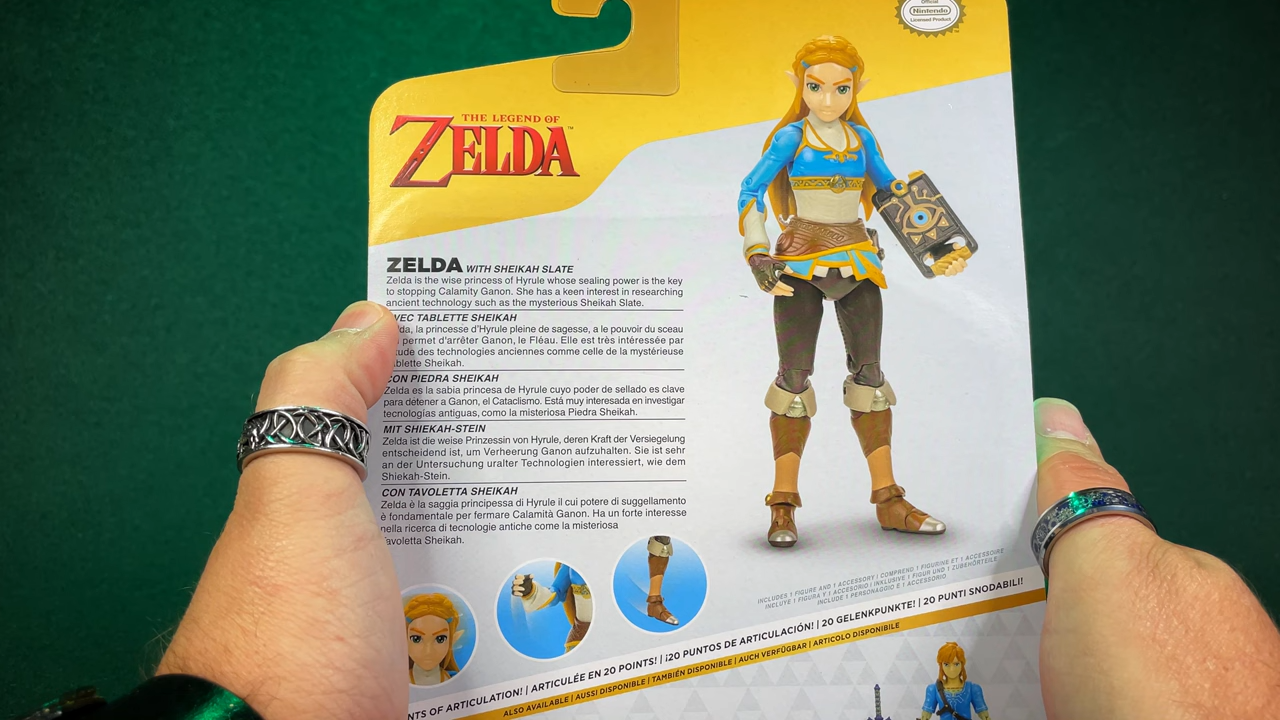 Official
Nintendo
Licensed Product
THE LEGEND OF
ZELDA™
ZELDA WITH SHEIKAH SLATE
Zelda is the wise princess of Hyrule whose sealing power is the key
to stopping Calamity Ganon. She has a keen interest in researching
ancient technology such as the mysterious Sheikah Slate.
VEC TABLETTE SHEIKAH
lda, la princesse d'Hyrule pleine de sagesse, a le pouvoir du sceau
permet d'arrêter Ganon, le Fléau. Elle est très intéressée par
tude des technologies anciennes comme celle de la mystérieuse
blette Sheikah.
CON PIEDRA SHEIKAH
Zelda es la sabia princesa de Hyrule cuyo poder de sellado es clave
para detener a Ganon, el Cataclismo. Está muy interesada en investigar
tecnologías antiguas, como la misteriosa Piedra Sheikah.
MIT SHIEKAH-STEIN
Zelda ist die weise Prinzessin von Hyrule, deren Kraft der Versiegelung
entscheidend ist, um Verheerung Ganon aufzuhalten. Sie ist sehr
an der Untersuchung uralter Technologien interessiert, wie dem
Shiekah-Stein.
CON TAVOLETTA SHEIKAH
Zelda è la saggia principessa di Hyrule il cui potere di suggellamento
è fondamentale per fermare Calamità Ganon. Ha un forte interesse
nella ricerca di tecnologie antiche come la misteriosa
Tavoletta Sheikah.
INCLUDES 1 FIGURE AND 1 ACCESSORY | COMPREND 1 FIGURINE ET 1 ACCESSOIRE
INCLUYE 1 FIGURA Y 1 ACCESORIO | INKLUSIVE 1 FIGUR UND 1 ZUBEHÖRTEILE
INCLUDE 1 PERSONAGGIO E 1 ACCESSORIO.
NTS OF ARTICULATION! | ARTICULÉE EN 20 POINTS! | ¡20 PUNTOS DE ARTICULACIÓN! | 20 GELENKPUNKTE! | 20 PUNTI SNODABILI!
ALSO AVAILABLE | AUSSI DISPONIBLE | TAMBIÉN DISPONIBLE | AUCH VERFÜGBAR | ARTICOLO DISPONIBILE